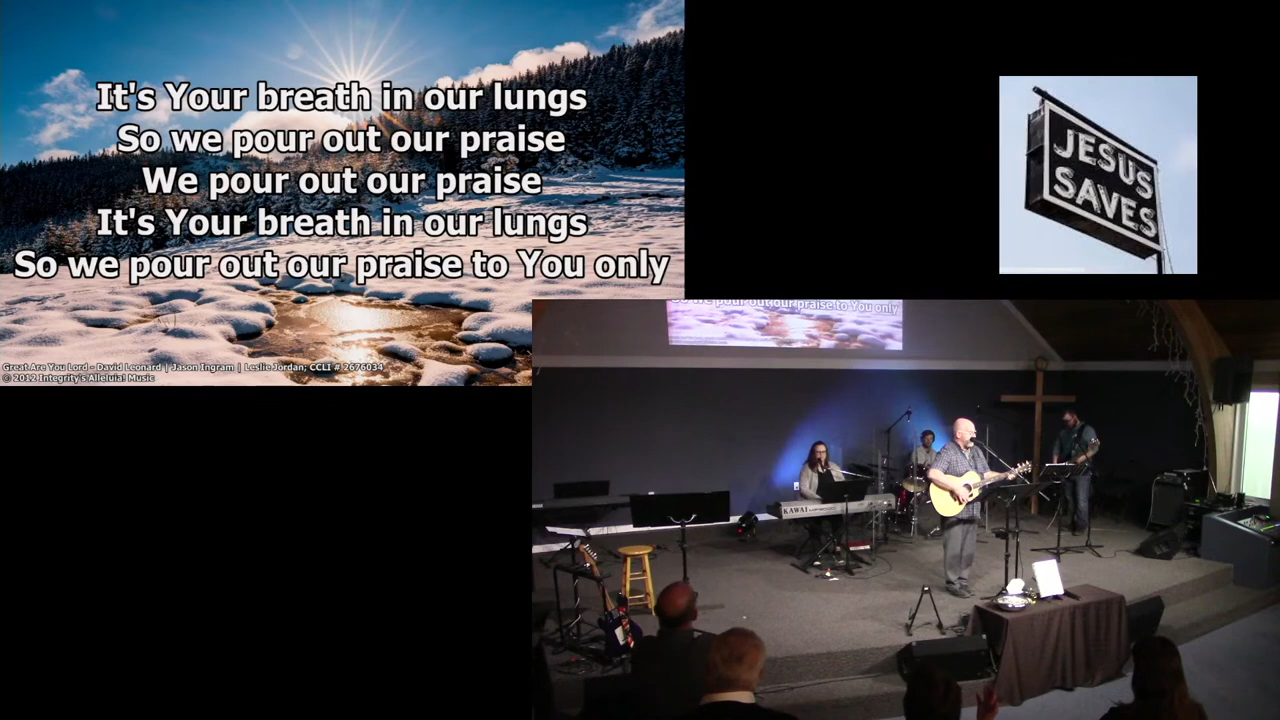 It's Your breath in our lungs
So we pour out our praise
We pour out our praise
It's Your breath in our lungs
So we pour out our praise to You only
Great Are You Lord - David Leonard | Jason Ingram | Leslie Jordan; CCLI # 2676034
© 2012 Integrity's Alleluia! Music
JESUS
SAVES
So we pour out our praise to You only
KAWAI